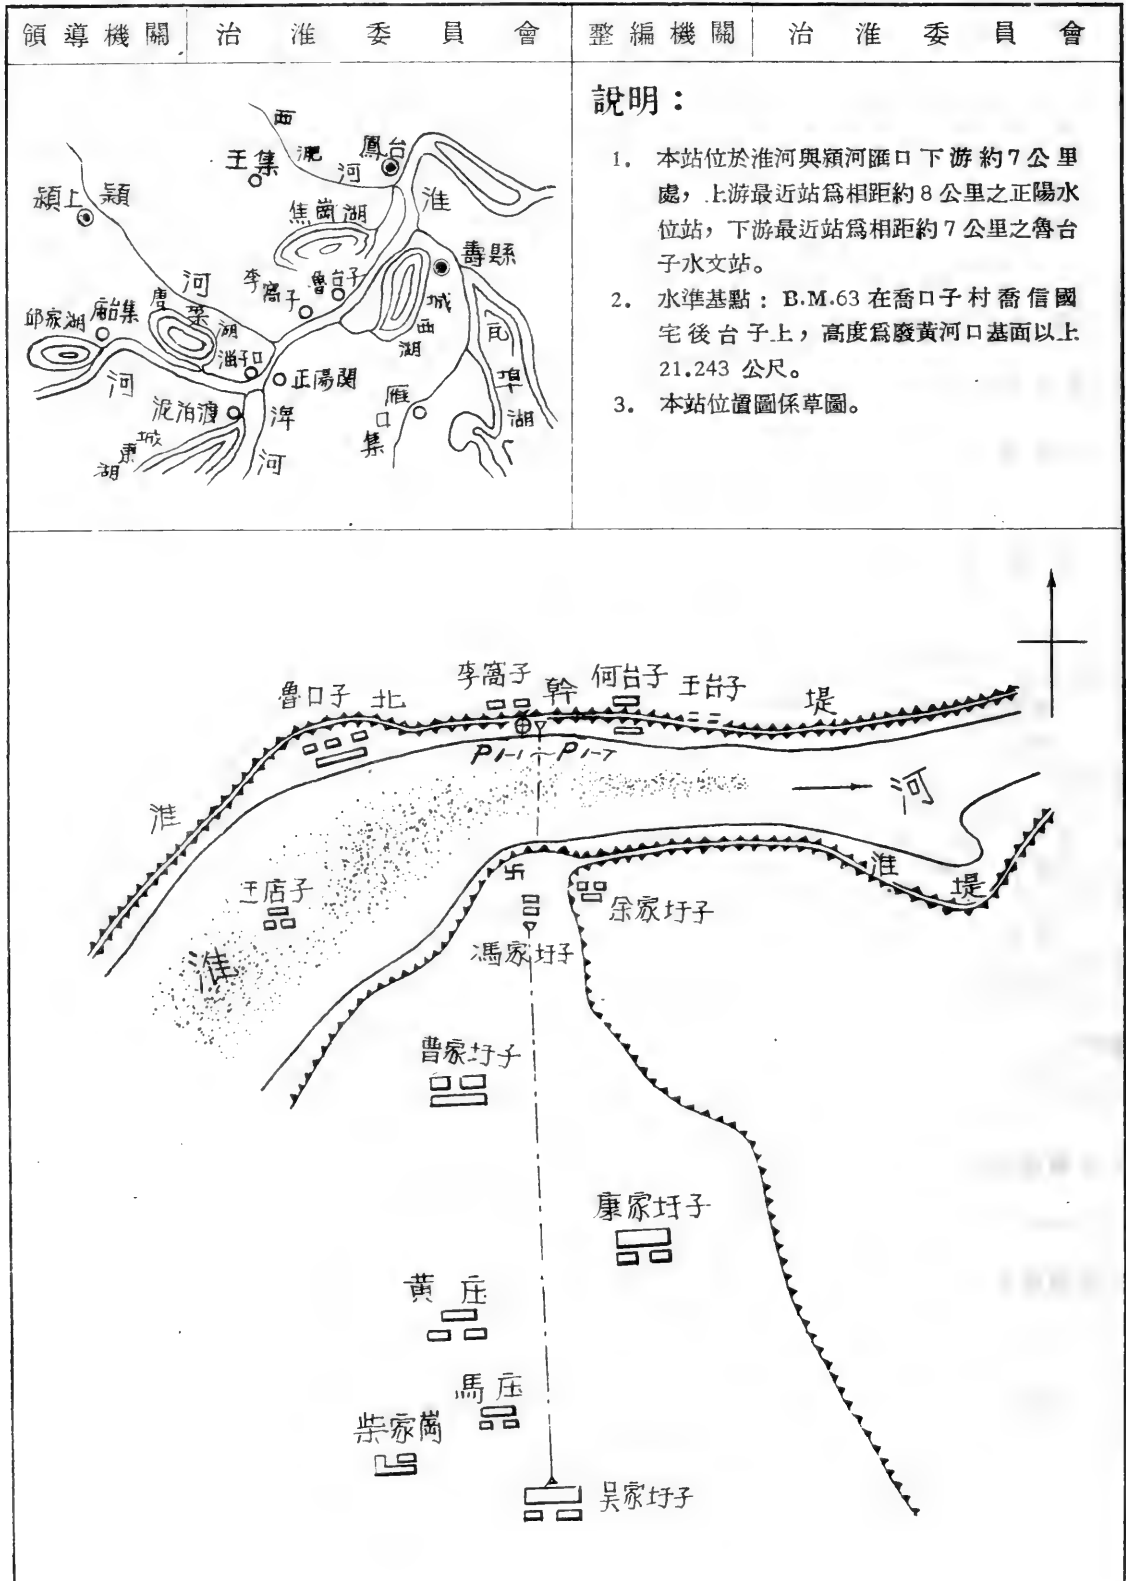 領導機關 治淮委員會 整編機關 治淮委員會
說明：
1. 本站位於淮河與潁河匯口下游約7公里
處，上游最近站爲相距約8公里之正陽水
位站，下游最近站爲相距約7公里之魯台
子水文站。
2. 水準基點：B.M.63 在喬口子村喬信國
宅後台子上，高度爲廢黃河口基面以上
21.243 公尺。
3. 本站位置圖係草圖。
西淝河
王集
鳳台
潁上
潁河
焦崗湖
淮
壽縣
李窩子
魯台子
城西湖
瓦埠湖
邱家湖
廟台集
唐菜湖
溜子口
正陽関
河
泥泊渡
淠河
雁口集
城東湖
魯口子
北
李窩子
幹
何台子
王台子
堤
P1-1～P1-7
淮
河
王店子
淮
卐
余家圩子
馮家圩子
淮
堤
曹家圩子
康家圩子
黄庄
馬庄
柴家崗
吴家圩子